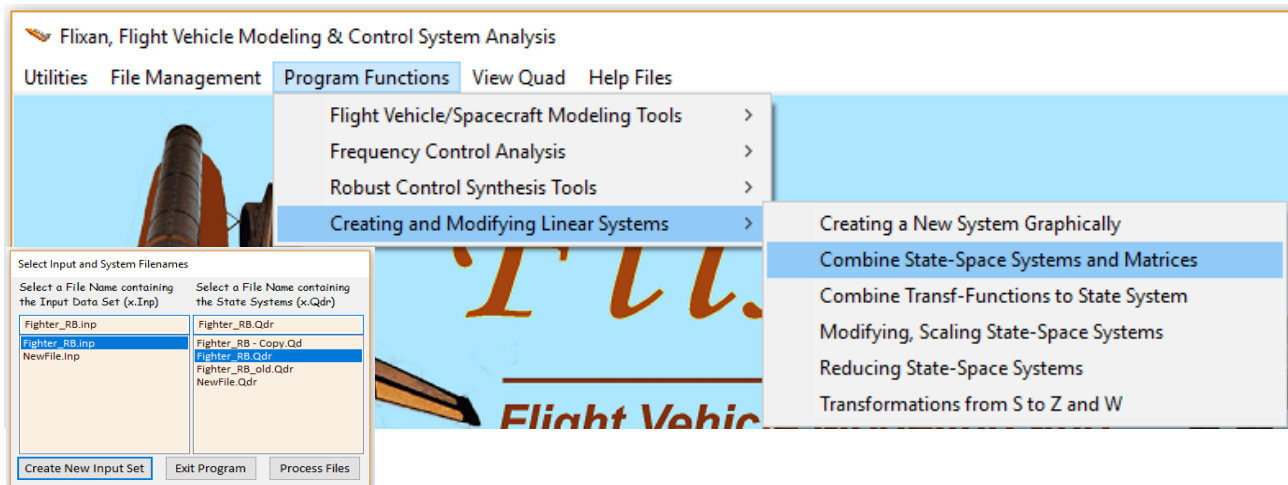 Flixan, Flight Vehicle Modeling & Control System Analysis
Utilities File Management Program Functions View Quad Help Files
Flight Vehicle/Spacecraft Modeling Tools >
Frequency Control Analysis >
Robust Control Synthesis Tools >
Creating and Modifying Linear Systems >
Creating a New System Graphically
Combine State-Space Systems and Matrices
Combine Transf-Functions to State System
Modifying, Scaling State-Space Systems
Reducing State-Space Systems
Transformations from S to Z and W
Select Input and System Filenames
Select a File Name containing
the Input Data Set (x.Inp)
Fighter_RB.inp
Fighter_RB.inp
NewFile.Inp
Select a File Name containing
the State Systems (x.Qdr)
Fighter_RB.Qdr
Fighter_RB - Copy.Qd
Fighter_RB.Qdr
Fighter_RB_old.Qdr
NewFile.Qdr
Create New Input Set Exit Program Process Files
Flight Vehic